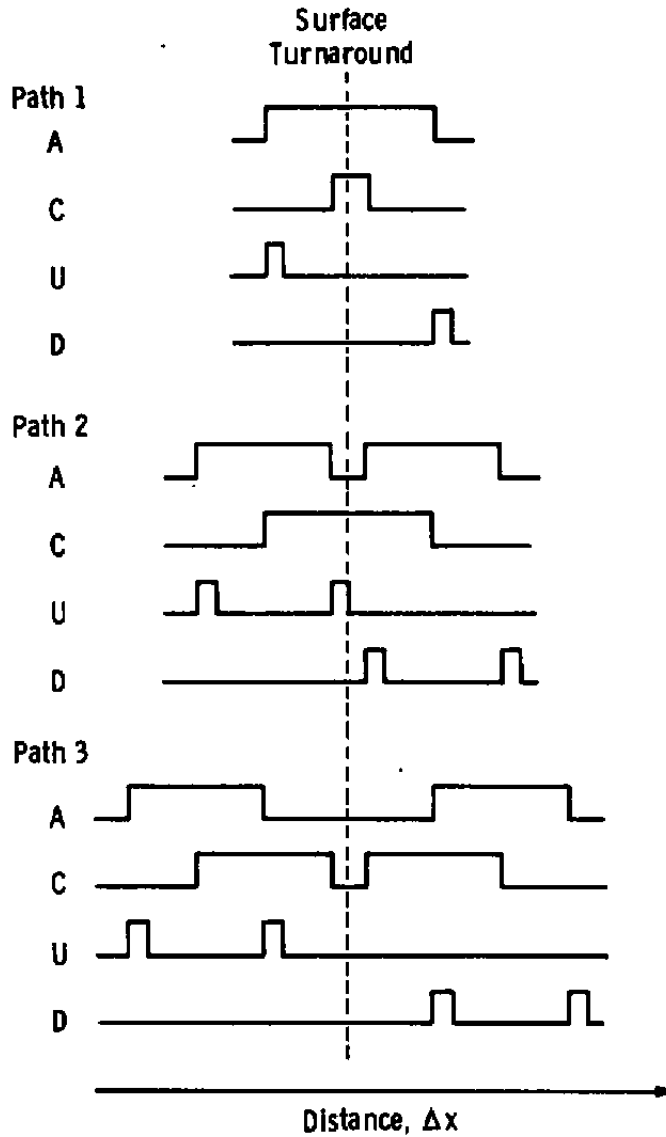 Surface
Turnaround
Path 1
A
C
U
D
Path 2
A
C
U
D
Path 3
A
C
U
D
Distance, Δx